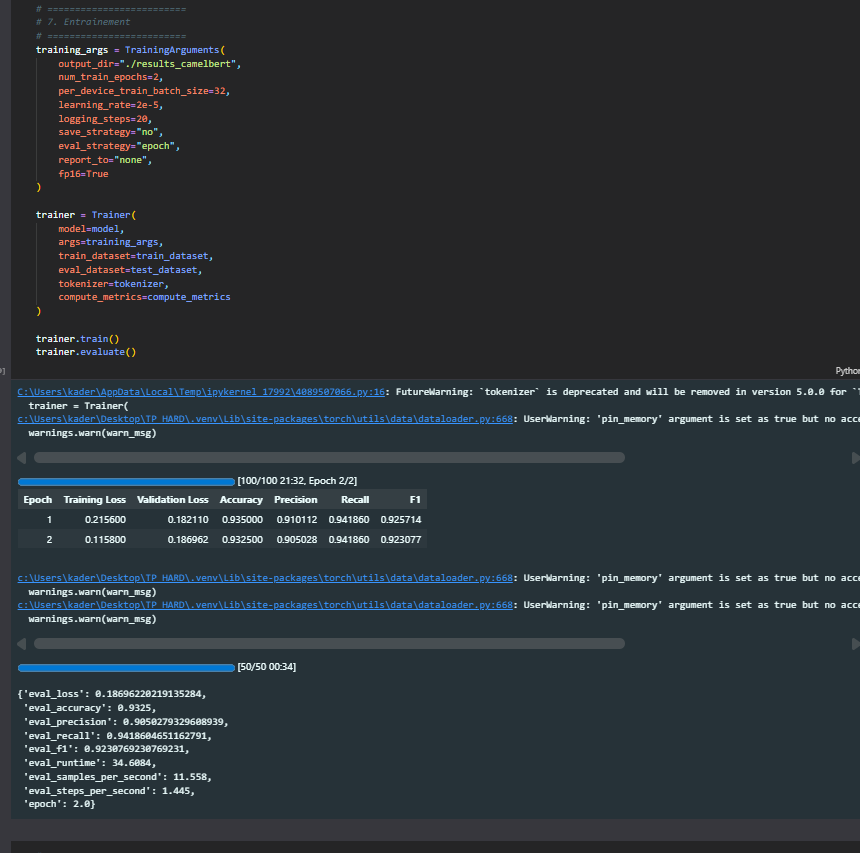 # =========================
# 7. Entraînement
# =========================
training_args = TrainingArguments(
output_dir="./results_camelbert",
num_train_epochs=2,
per_device_train_batch_size=32,
learning_rate=2e-5,
logging_steps=20,
save_strategy="no",
eval_strategy="epoch",
report_to="none",
fp16=True
)
trainer = Trainer(
model=model,
args=training_args,
train_dataset=train_dataset,
eval_dataset=test_dataset,
tokenizer=tokenizer,
compute_metrics=compute_metrics
)
trainer.train()
trainer.evaluate()
Python
C:\Users\kader\AppData\Local\Temp\ipykernel_17992\4089507066.py:16: FutureWarning: `tokenizer` is deprecated and will be removed in version 5.0.0 for `
trainer = Trainer(
c:\Users\kader\Desktop\TP HARD\.venv\Lib\site-packages\torch\utils\data\dataloader.py:668: UserWarning: 'pin_memory' argument is set as true but no acce
warnings.warn(warn_msg)
[100/100 21:32, Epoch 2/2]
Epoch Training Loss Validation Loss Accuracy Precision Recall F1
1 0.215600 0.182110 0.935000 0.910112 0.941860 0.925714
2 0.115800 0.186962 0.932500 0.905028 0.941860 0.923077
c:\Users\kader\Desktop\TP HARD\.venv\Lib\site-packages\torch\utils\data\dataloader.py:668: UserWarning: 'pin_memory' argument is set as true but no acce
warnings.warn(warn_msg)
c:\Users\kader\Desktop\TP HARD\.venv\Lib\site-packages\torch\utils\data\dataloader.py:668: UserWarning: 'pin_memory' argument is set as true but no acce
warnings.warn(warn_msg)
[50/50 00:34]
{'eval_loss': 0.18696220219135284,
'eval_accuracy': 0.9325,
'eval_precision': 0.9050279329608939,
'eval_recall': 0.9418604651162791,
'eval_f1': 0.9230769230769231,
'eval_runtime': 34.6084,
'eval_samples_per_second': 11.558,
'eval_steps_per_second': 1.445,
'epoch': 2.0}